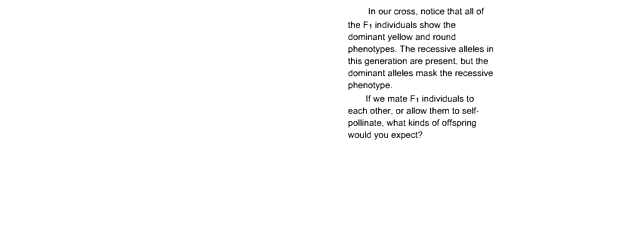 In our cross, notice that all of
the F1 individuals show the
dominant yellow and round
phenotypes. The recessive alleles in
this generation are present, but the
dominant alleles mask the recessive
phenotype.
If we mate F1 individuals to
each other, or allow them to self-
pollinate, what kinds of offspring
would you expect?